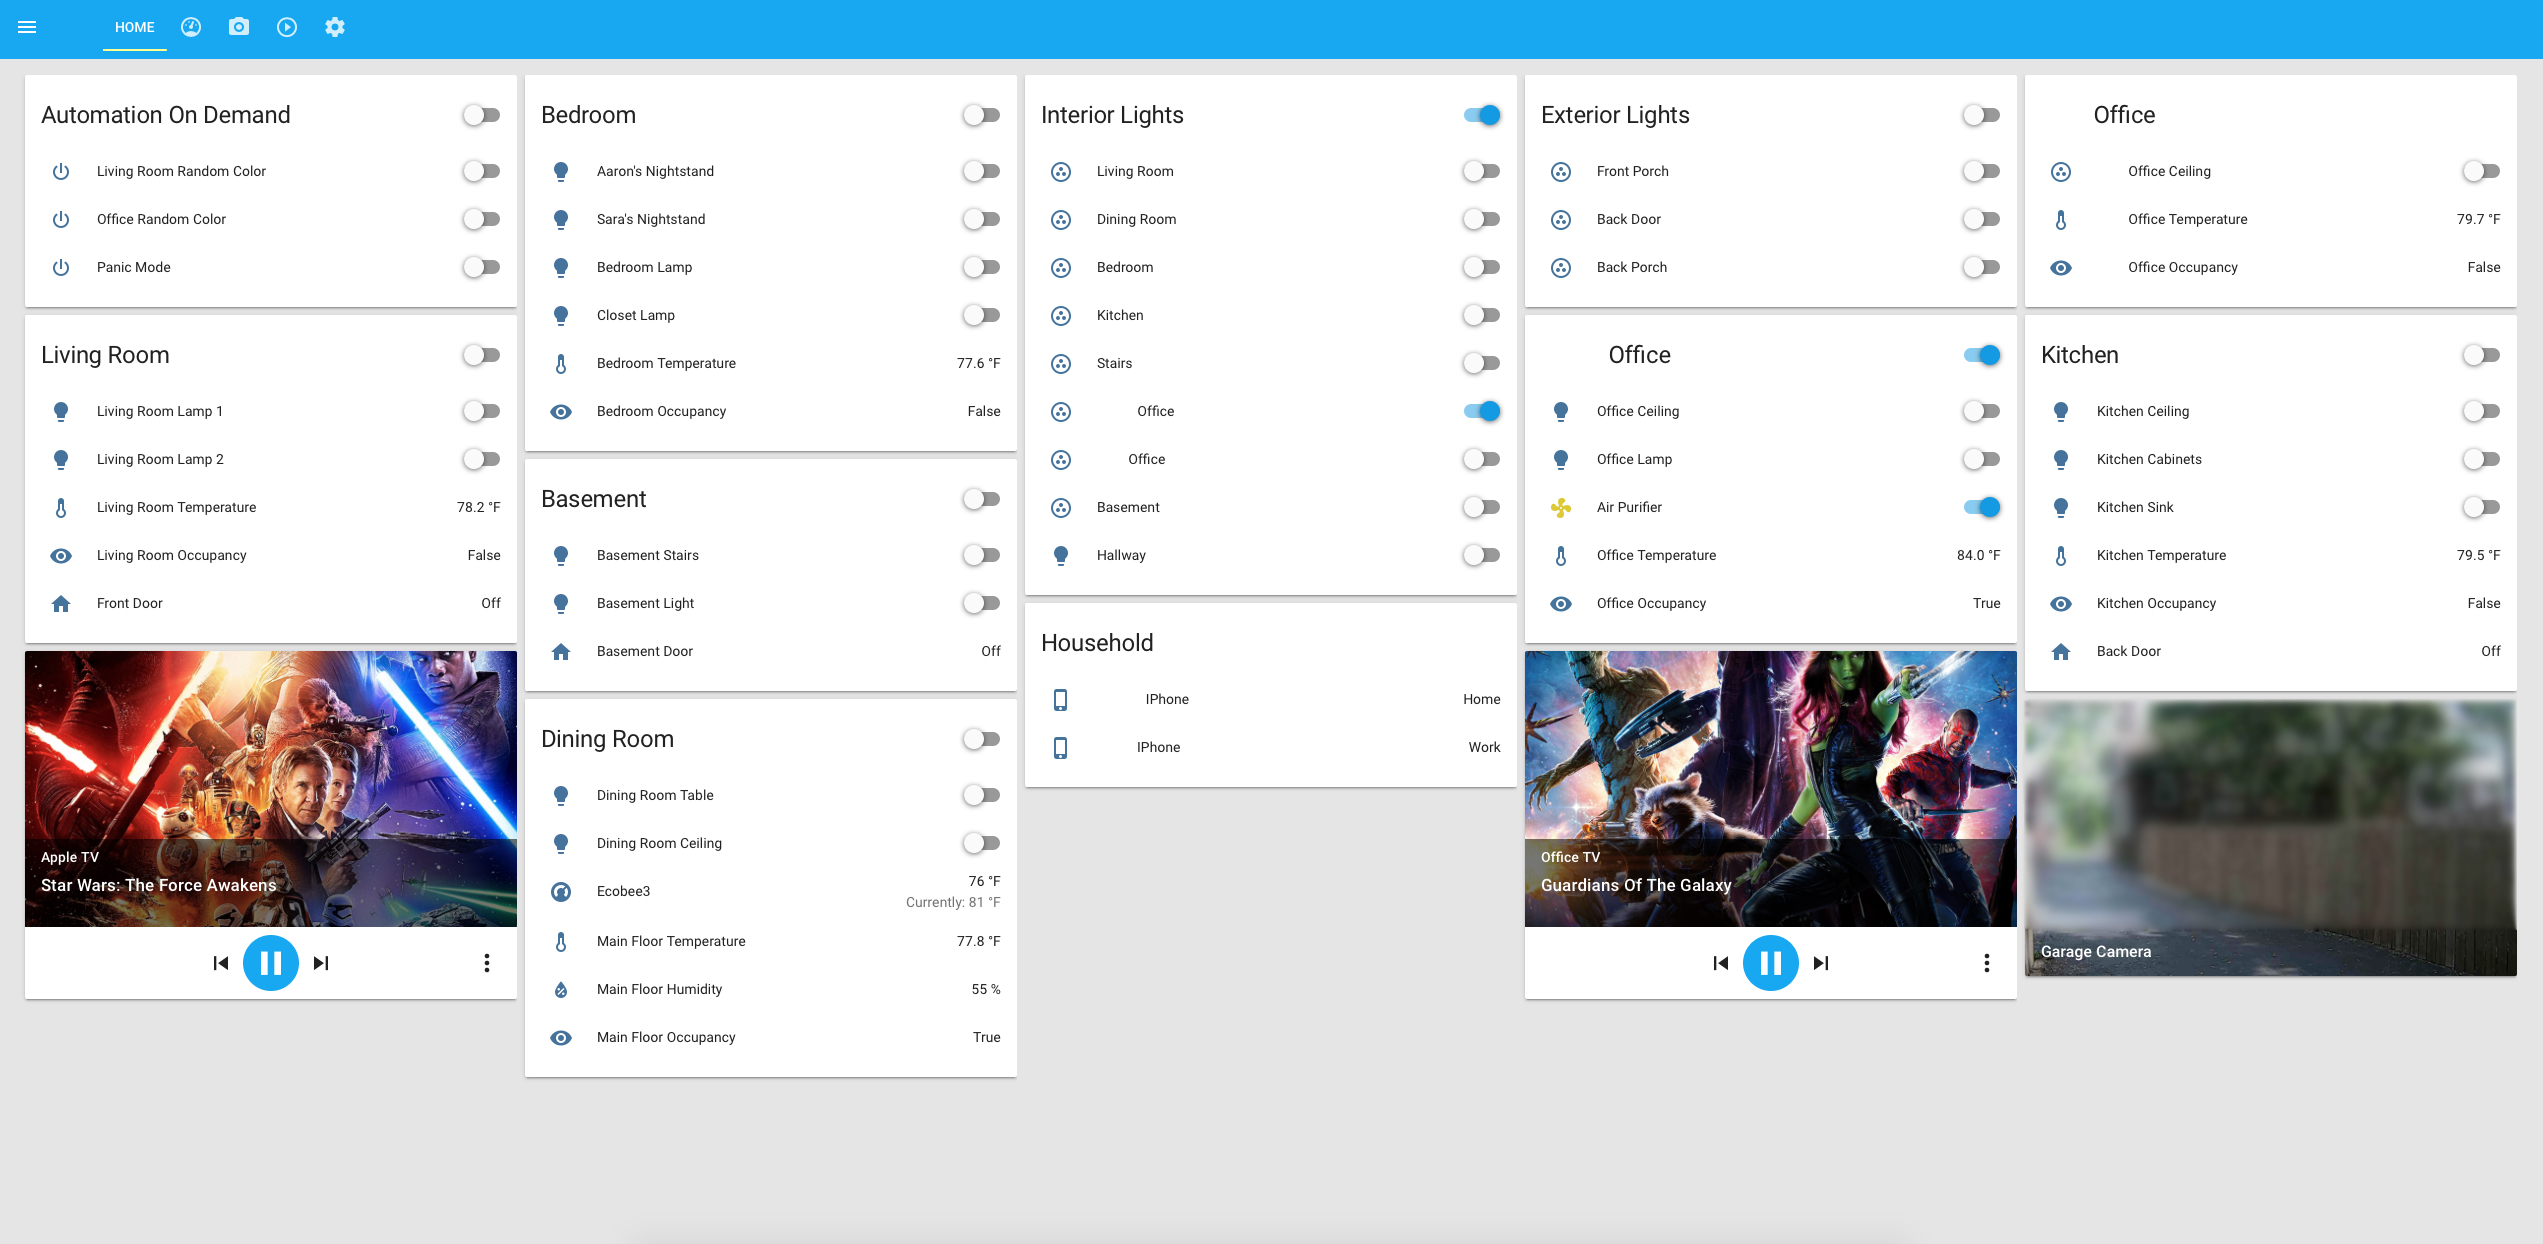 HOME
Automation On Demand
Living Room Random Color
Office Random Color
Panic Mode
Living Room
Living Room Lamp 1
Living Room Lamp 2
Living Room Temperature 78.2 °F
Living Room Occupancy False
Front Door Off
Apple TV
Star Wars: The Force Awakens
Bedroom
Aaron's Nightstand
Sara's Nightstand
Bedroom Lamp
Closet Lamp
Bedroom Temperature 77.6 °F
Bedroom Occupancy False
Basement
Basement Stairs
Basement Light
Basement Door Off
Dining Room
Dining Room Table
Dining Room Ceiling
Ecobee3 76 °F
Currently: 81 °F
Main Floor Temperature 77.8 °F
Main Floor Humidity 55 %
Main Floor Occupancy True
Interior Lights
Living Room
Dining Room
Bedroom
Kitchen
Stairs
Office
Office
Basement
Hallway
Household
IPhone Home
IPhone Work
Exterior Lights
Front Porch
Back Door
Back Porch
Office
Office Ceiling
Office Lamp
Air Purifier
Office Temperature 84.0 °F
Office Occupancy True
Office TV
Guardians Of The Galaxy
Office
Office Ceiling
Office Temperature 79.7 °F
Office Occupancy False
Kitchen
Kitchen Ceiling
Kitchen Cabinets
Kitchen Sink
Kitchen Temperature 79.5 °F
Kitchen Occupancy False
Back Door Off
Garage Camera